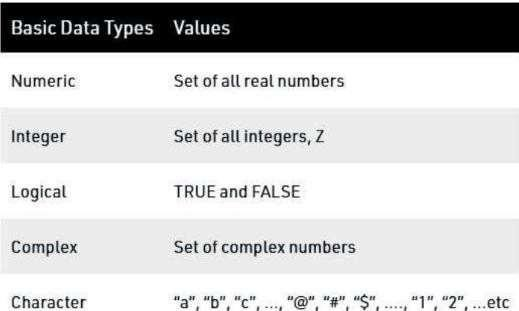 Basic Data Types Values
Numeric Set of all real numbers
Integer Set of all integers, Z
Logical TRUE and FALSE
Complex Set of complex numbers
Character "a", "b", "c", ..., "@", "#", "$", ...., "1", "2", ...etc